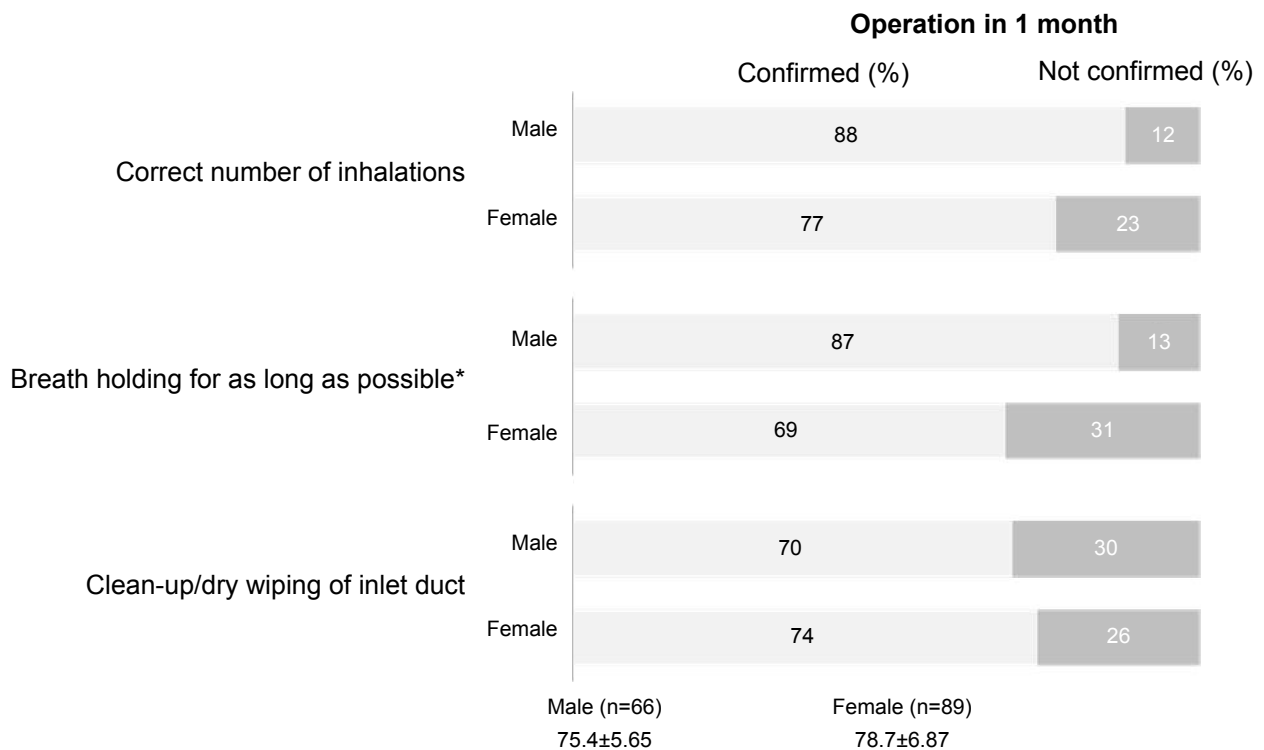 Operation in 1 month
Confirmed (%) Not confirmed (%)
Correct number of inhalations
Male 88 12
Female 77 23
Breath holding for as long as possible*
Male 87 13
Female 69 31
Clean-up/dry wiping of inlet duct
Male 70 30
Female 74 26
Male (n=66) Female (n=89)
75.4±5.65 78.7±6.87